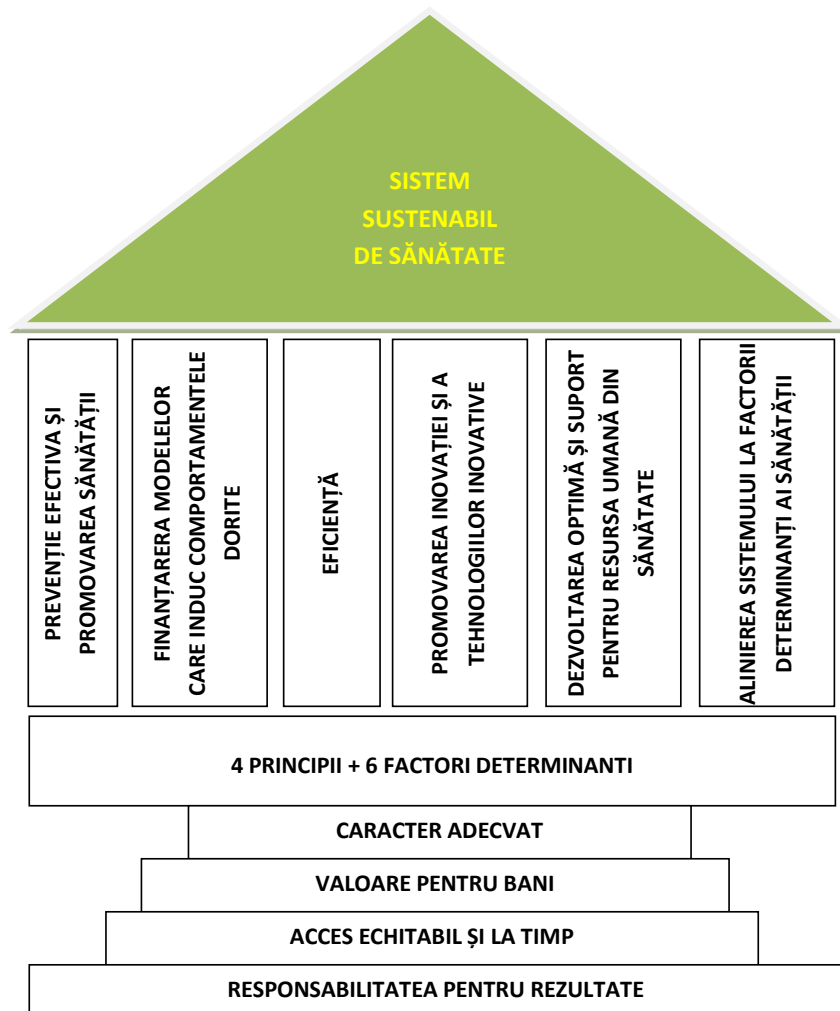 SISTEM
SUSTENABIL
DE SĂNĂTATE
PREVENȚIE EFECTIVA ȘI
PROMOVAREA SĂNĂTĂȚII
FINANȚARERA MODELELOR
CARE INDUC COMPORTAMENTELE
DORITE
EFICIENȚĂ
PROMOVAREA INOVAȚIEI ȘI A
TEHNOLOGIILOR INOVATIVE
DEZVOLTAREA OPTIMĂ ȘI SUPORT
PENTRU RESURSA UMANĂ DIN
SĂNĂTATE
ALINIEREA SISTEMULUI LA FACTORII
DETERMINANȚI AI SĂNĂTĂȚII
4 PRINCIPII + 6 FACTORI DETERMINANTI
CARACTER ADECVAT
VALOARE PENTRU BANI
ACCES ECHITABIL ȘI LA TIMP
RESPONSABILITATEA PENTRU REZULTATE